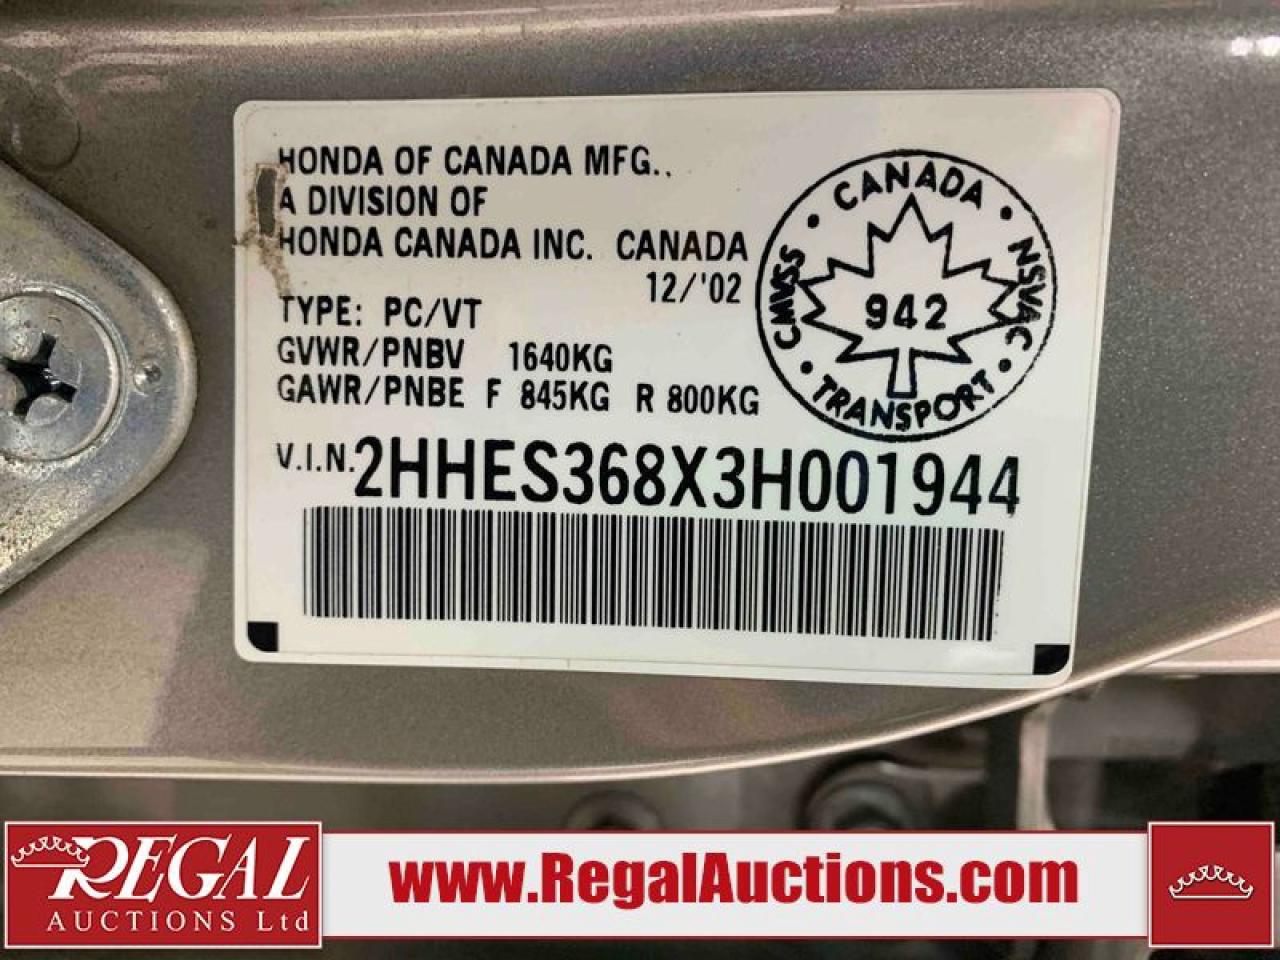 HONDA OF CANADA MFG.,
A DIVISION OF
HONDA CANADA INC. CANADA
12/'02
TYPE: PC/VT
GVWR/PNBV 1640KG
GAWR/PNBE F 845KG R 800KG
CANADA
CMVSS
NSVAC
942
TRANSPORT
V.I.N. 2HHES368X3H001944
REGAL
AUCTIONS Ltd
www.RegalAuctions.com